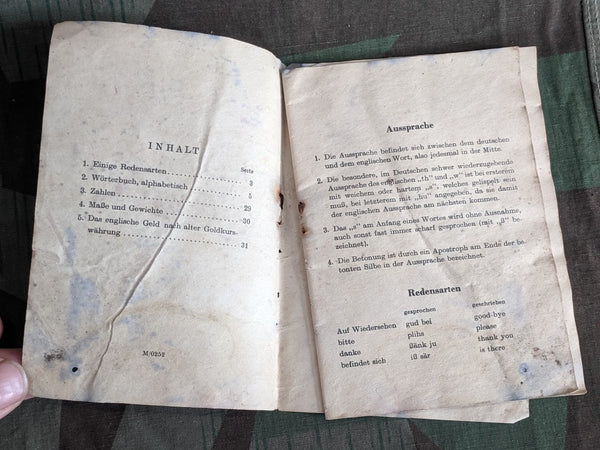 INHALT
Seite
1. Einige Redensarten 3
2. Wörterbuch, alphabetisch 5
3. Zahlen 29
4. Maße und Gewichte 30
5. Das englische Geld nach alter Goldkurs-
währung 31
M/0252
Aussprache
1. Die Aussprache befindet sich zwischen dem deutschen
und dem englischen Wort, also jedesmal in der Mitte.
2. Die besondere, im Deutschen schwer wiederzugebende
Aussprache des englischen „th" und „w" ist bei ersterem
mit weichem oder hartem „s", welches gelispelt sein
muß, bei letzterem mit „hu" angegeben, da sie damit
der englischen Aussprache am nächsten kommen.
3. Das „s" am Anfang eines Wortes wird ohne Ausnahme,
auch sonst fast immer scharf gesprochen (mit „ß" be-
zeichnet).
4. Die Betonung ist durch ein Apostroph am Ende der be-
tonten Silbe in der Aussprache bezeichnet.
Redensarten
gesprochen geschrieben
Auf Wiedersehen gud bei good-bye
bitte plihs please
danke ßänk ju thank you
befindet sich iß sär is there